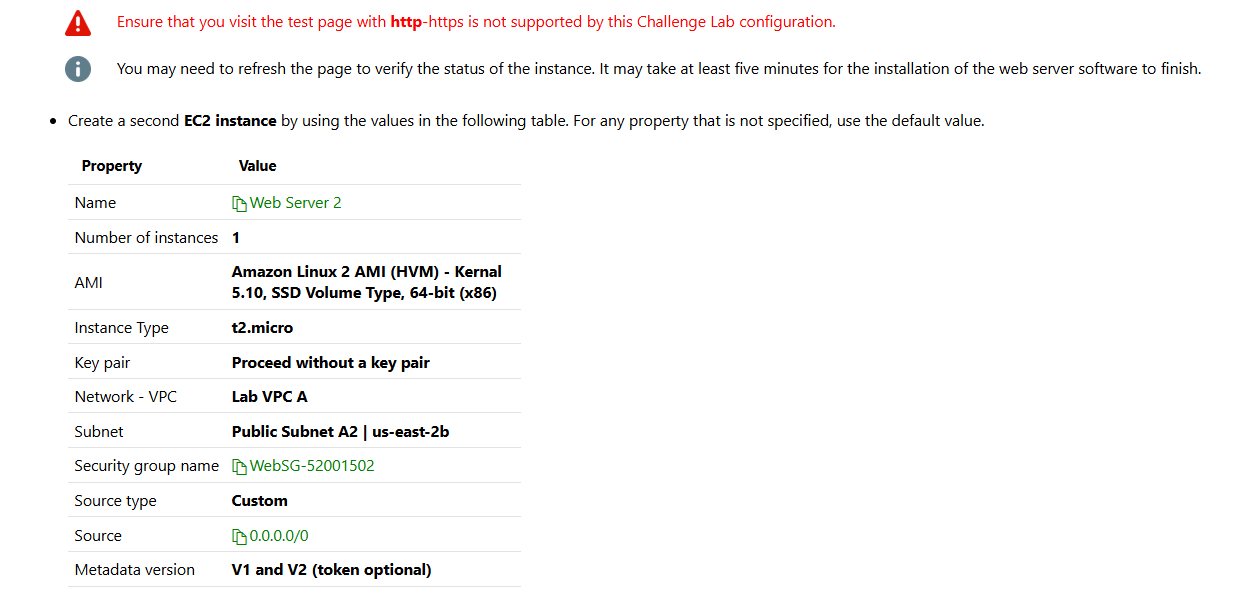 Ensure that you visit the test page with http-https is not supported by this Challenge Lab configuration.
You may need to refresh the page to verify the status of the instance. It may take at least five minutes for the installation of the web server software to finish.
• Create a second EC2 instance by using the values in the following table. For any property that is not specified, use the default value.
Property Value
Name Web Server 2
Number of instances 1
AMI Amazon Linux 2 AMI (HVM) - Kernal
5.10, SSD Volume Type, 64-bit (x86)
Instance Type t2.micro
Key pair Proceed without a key pair
Network - VPC Lab VPC A
Subnet Public Subnet A2 | us-east-2b
Security group name WebSG-52001502
Source type Custom
Source 0.0.0.0/0
Metadata version V1 and V2 (token optional)